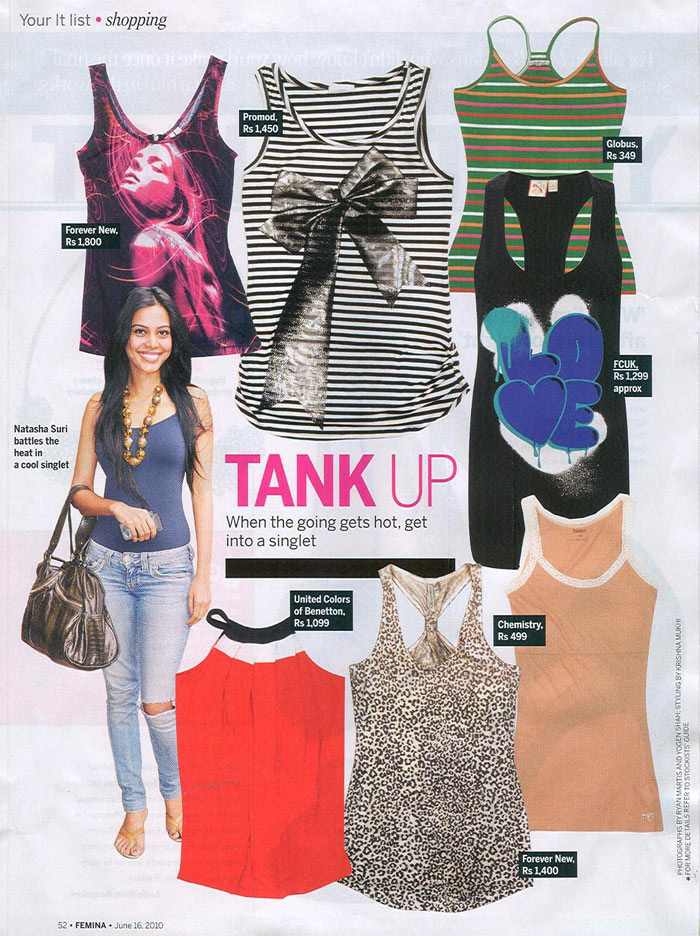 Your It list • shopping
Promod,
Rs 1,450
Globus,
Rs 349
Forever New,
Rs 1,800
LO
VE
FCUK,
Rs 1,299
approx
Natasha Suri
battles the
heat in
a cool singlet
TANK UP
When the going gets hot, get
into a singlet
United Colors
of Benetton,
Rs 1,099
Chemistry,
Rs 499
Forever New,
Rs 1,400
PHOTOGRAPHS BY RYAN MARTIS AND YOGEN SHAH; STYLING BY KRISHNA MUKHI
* FOR MORE DETAILS REFER TO STOCKISTS' GUIDE
52 • FEMINA • June 16, 2010